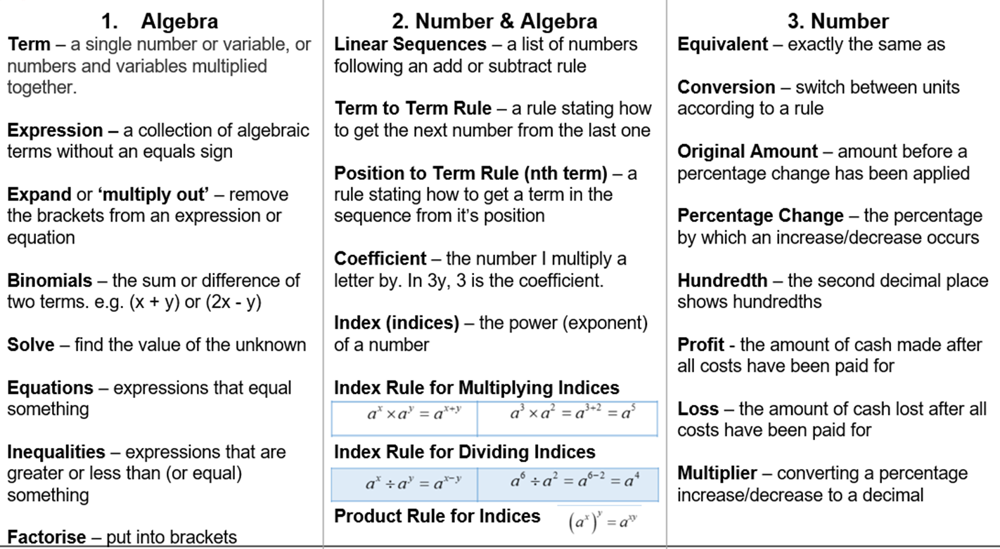 1. Algebra
Term – a single number or variable, or
numbers and variables multiplied
together.
Expression – a collection of algebraic
terms without an equals sign
Expand or ‘multiply out’ – remove
the brackets from an expression or
equation
Binomials – the sum or difference of
two terms. e.g. (x + y) or (2x - y)
Solve – find the value of the unknown
Equations – expressions that equal
something
Inequalities – expressions that are
greater or less than (or equal)
something
Factorise – put into brackets
2. Number & Algebra
Linear Sequences – a list of numbers
following an add or subtract rule
Term to Term Rule – a rule stating how
to get the next number from the last one
Position to Term Rule (nth term) – a
rule stating how to get a term in the
sequence from it’s position
Coefficient – the number I multiply a
letter by. In 3y, 3 is the coefficient.
Index (indices) – the power (exponent)
of a number
Index Rule for Multiplying Indices
a^x × a^y = a^(x+y) a^3 × a^2 = a^(3+2) = a^5
Index Rule for Dividing Indices
a^x ÷ a^y = a^(x−y) a^6 ÷ a^2 = a^(6−2) = a^4
Product Rule for Indices (a^x)^y = a^(xy)
3. Number
Equivalent – exactly the same as
Conversion – switch between units
according to a rule
Original Amount – amount before a
percentage change has been applied
Percentage Change – the percentage
by which an increase/decrease occurs
Hundredth – the second decimal place
shows hundredths
Profit - the amount of cash made after
all costs have been paid for
Loss – the amount of cash lost after all
costs have been paid for
Multiplier – converting a percentage
increase/decrease to a decimal